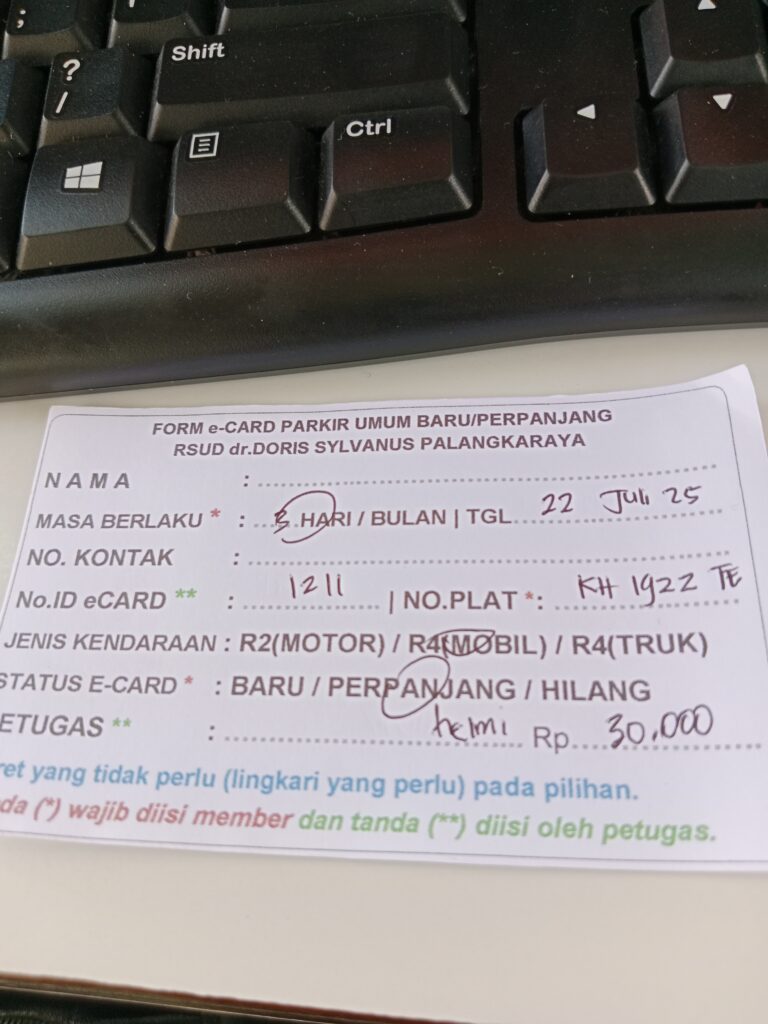 ;
?
/
Shift
Ctrl
FORM e-CARD PARKIR UMUM BARU/PERPANJANG
RSUD dr.DORIS SYLVANUS PALANGKARAYA
NAMA :
MASA BERLAKU * : 3 HARI / BULAN | TGL 22 Juli 25
NO. KONTAK :
No.ID eCARD ** : 1211 | NO.PLAT *: KH 1922 TE
JENIS KENDARAAN : R2(MOTOR) / R4(MOBIL) / R4(TRUK)
STATUS E-CARD * : BARU / PERPANJANG / HILANG
ETUGAS ** : helmi Rp. 30.000
ret yang tidak perlu (lingkari yang perlu) pada pilihan.
da (*) wajib diisi member dan tanda (**) diisi oleh petugas.